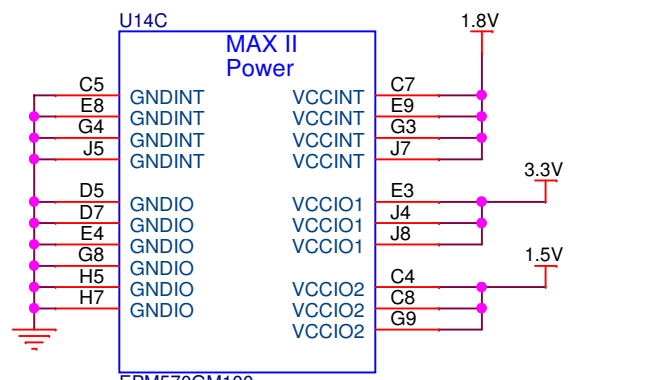 U14C
1.8V
MAX II
Power
C5 GNDINT VCCINT C7
E8 GNDINT VCCINT E9
G4 GNDINT VCCINT G3
J5 GNDINT VCCINT J7
3.3V
D5 GNDIO VCCIO1 E3
D7 GNDIO VCCIO1 J4
E4 GNDIO VCCIO1 J8
G8 GNDIO
1.5V
H5 GNDIO VCCIO2 C4
H7 GNDIO VCCIO2 C8
VCCIO2 G9